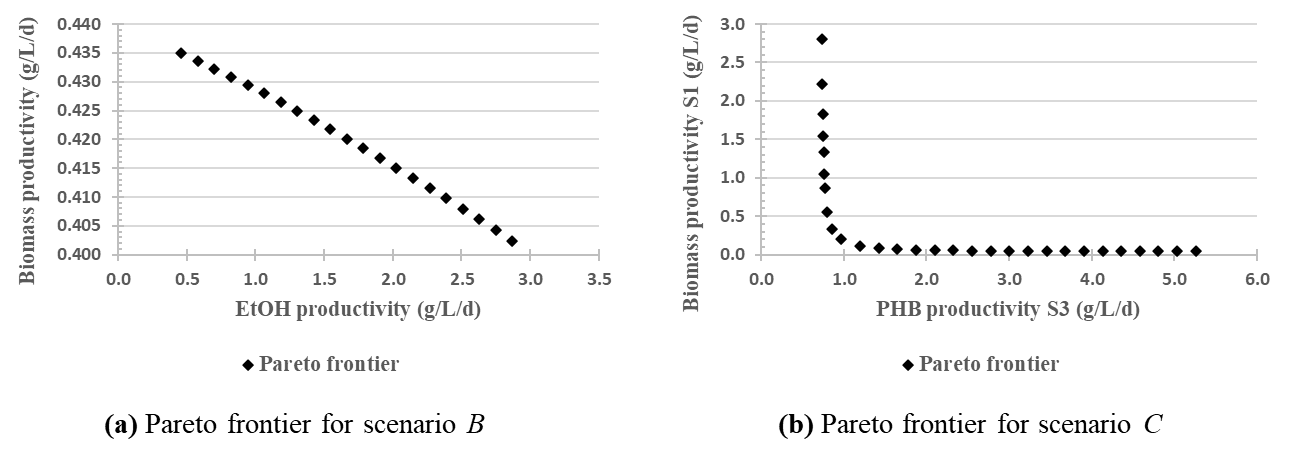 Biomass productivity (g/L/d)
0.440
0.435
0.430
0.425
0.420
0.415
0.410
0.405
0.400
0.0 0.5 1.0 1.5 2.0 2.5 3.0 3.5
EtOH productivity (g/L/d)
Pareto frontier
(a) Pareto frontier for scenario B
Biomass productivity S1 (g/L/d)
3.0
2.5
2.0
1.5
1.0
0.5
0.0
0.0 1.0 2.0 3.0 4.0 5.0 6.0
PHB productivity S3 (g/L/d)
Pareto frontier
(b) Pareto frontier for scenario C